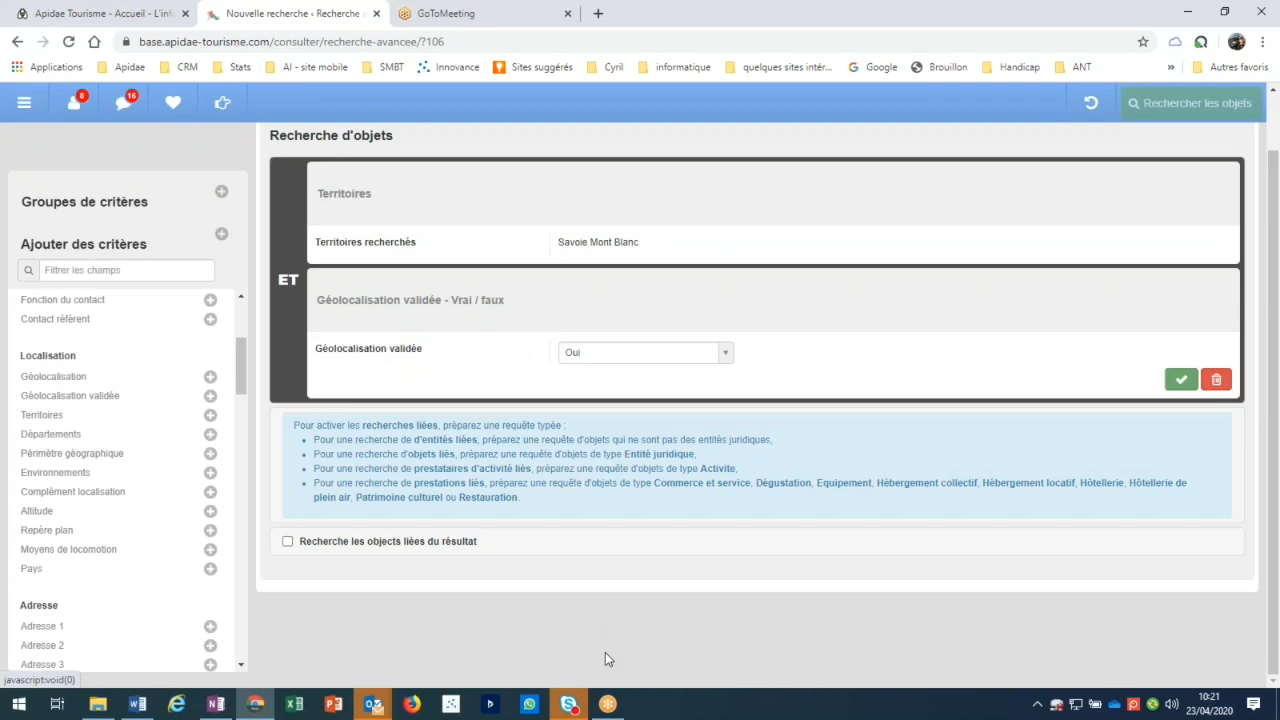 Apidae Tourisme - Accueil - L'info
Nouvelle recherche ‹ Recherche a
GoToMeeting
base.apidae-tourisme.com/consulter/recherche-avancee/?106
Applications
Apidae
CRM
Stats
AI - site mobile
SMBT
Innovance
Sites suggérés
Cyril
informatique
quelques sites intér...
Google
Brouillon
Handicap
ANT
»
Autres favoris
8
16
Rechercher les objets
Recherche d'objets
Groupes de critères
Ajouter des critères
Filtrer les champs
Fonction du contact
Contact référent
Localisation
Géolocalisation
Géolocalisation validée
Territoires
Départements
Périmètre géographique
Environnements
Complément localisation
Altitude
Repère plan
Moyens de locomotion
Pays
Adresse
Adresse 1
Adresse 2
Adresse 3
javascript:void(0)
ET
Territoires
Territoires recherchés
Savoie Mont Blanc
Géolocalisation validée - Vrai / faux
Géolocalisation validée
Oui
Pour activer les recherches liées, préparez une requête typée :
Pour une recherche de d'entités liées, préparez une requête d'objets qui ne sont pas des entités juridiques,
Pour une recherche d'objets liés, préparez une requête d'objets de type Entité juridique,
Pour une recherche de prestataires d'activité liés, préparez une requête d'objets de type Activite,
Pour une recherche de prestations liés, préparez une requête d'objets de type Commerce et service, Dégustation, Equipement, Hébergement collectif, Hébergement locatif, Hôtellerie, Hôtellerie de
plein air, Patrimoine culturel ou Restauration.
Recherche les objects liées du résultat
10:21
23/04/2020